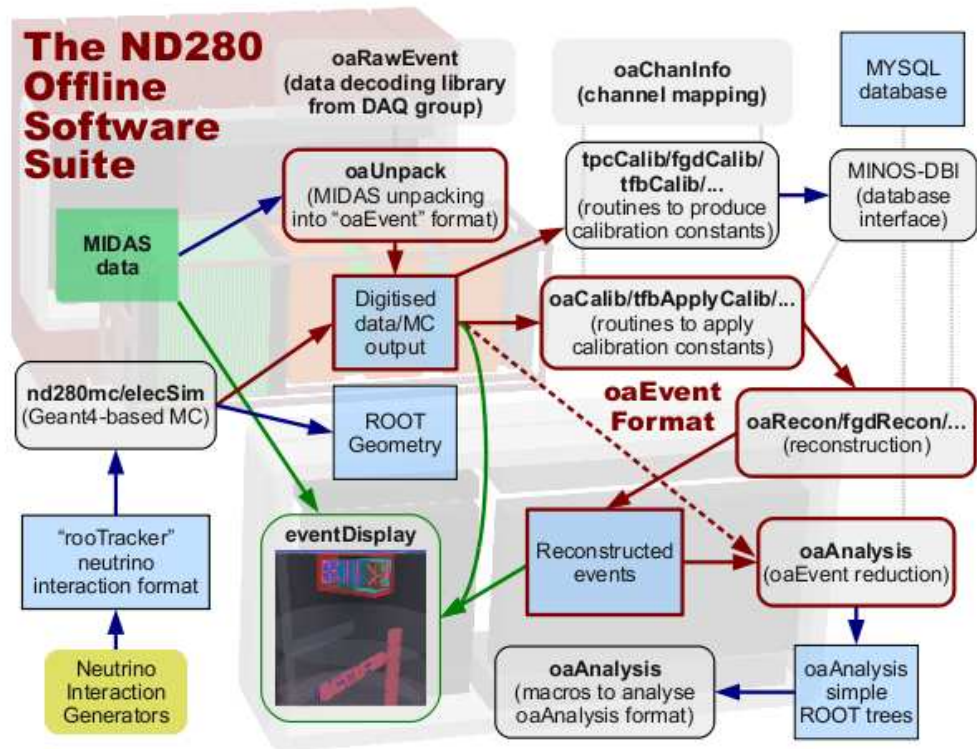 The ND280
Offline
Software
Suite
oaRawEvent
(data decoding library
from DAQ group)
oaChanInfo
(channel mapping)
MYSQL
database
oaUnpack
(MIDAS unpacking
into “oaEvent” format)
tpcCalib/fgdCalib/
tfbCalib/...
(routines to produce
calibration constants)
MINOS-DBI
(database
interface)
MIDAS
data
Digitised
data/MC
output
oaCalib/tfbApplyCalib/...
(routines to apply
calibration constants)
nd280mc/elecSim
(Geant4-based MC)
ROOT
Geometry
oaEvent
Format
oaRecon/fgdRecon/...
(reconstruction)
“rooTracker”
neutrino
interaction format
eventDisplay
Reconstructed
events
oaAnalysis
(oaEvent reduction)
Neutrino
Interaction
Generators
oaAnalysis
(macros to analyse
oaAnalysis format)
oaAnalysis
simple
ROOT trees